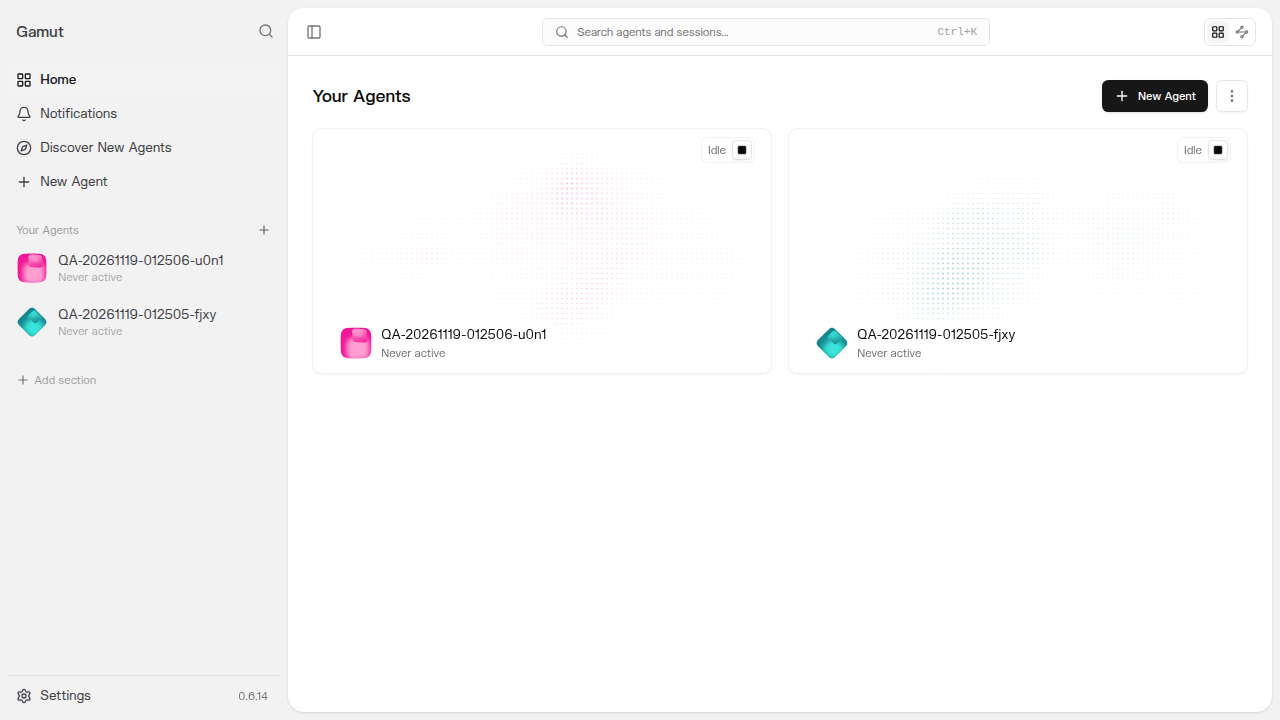 Gamut
Home
Notifications
Discover New Agents
New Agent
Your Agents
QA-20261119-012506-u0n1
Never active
QA-20261119-012505-fjxy
Never active
Add section
Settings
0.6.14
Search agents and sessions...
Ctrl+K
Your Agents
New Agent
Idle
QA-20261119-012506-u0n1
Never active
Idle
QA-20261119-012505-fjxy
Never active